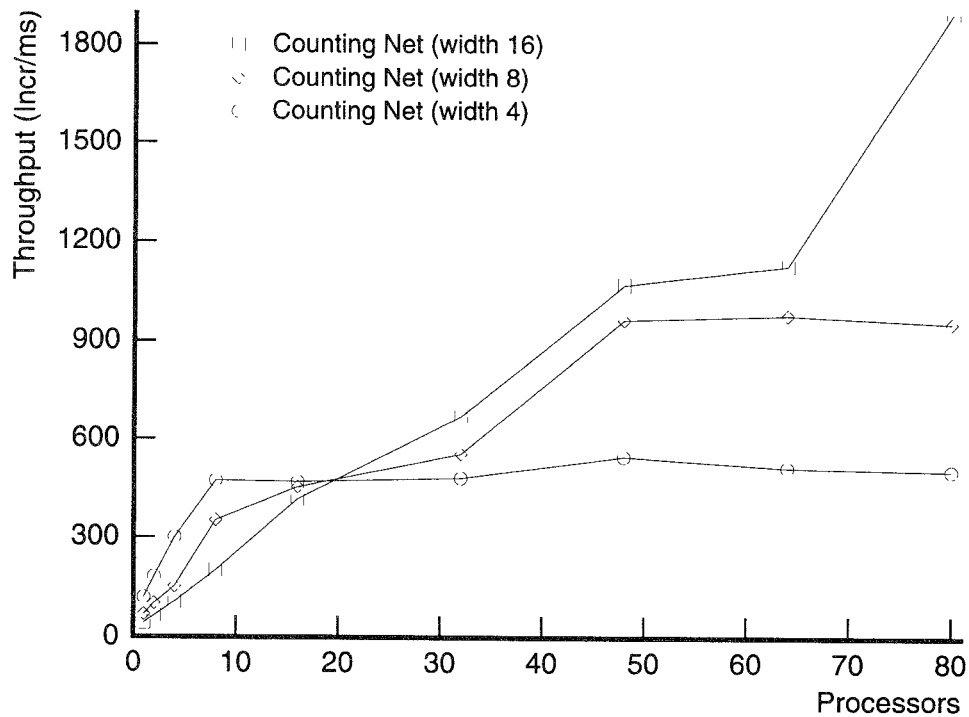 Throughput (Incr/ms)
1800
1500
1200
900
600
300
0
Counting Net (width 16)
Counting Net (width 8)
Counting Net (width 4)
0 10 20 30 40 50 60 70 80
Processors